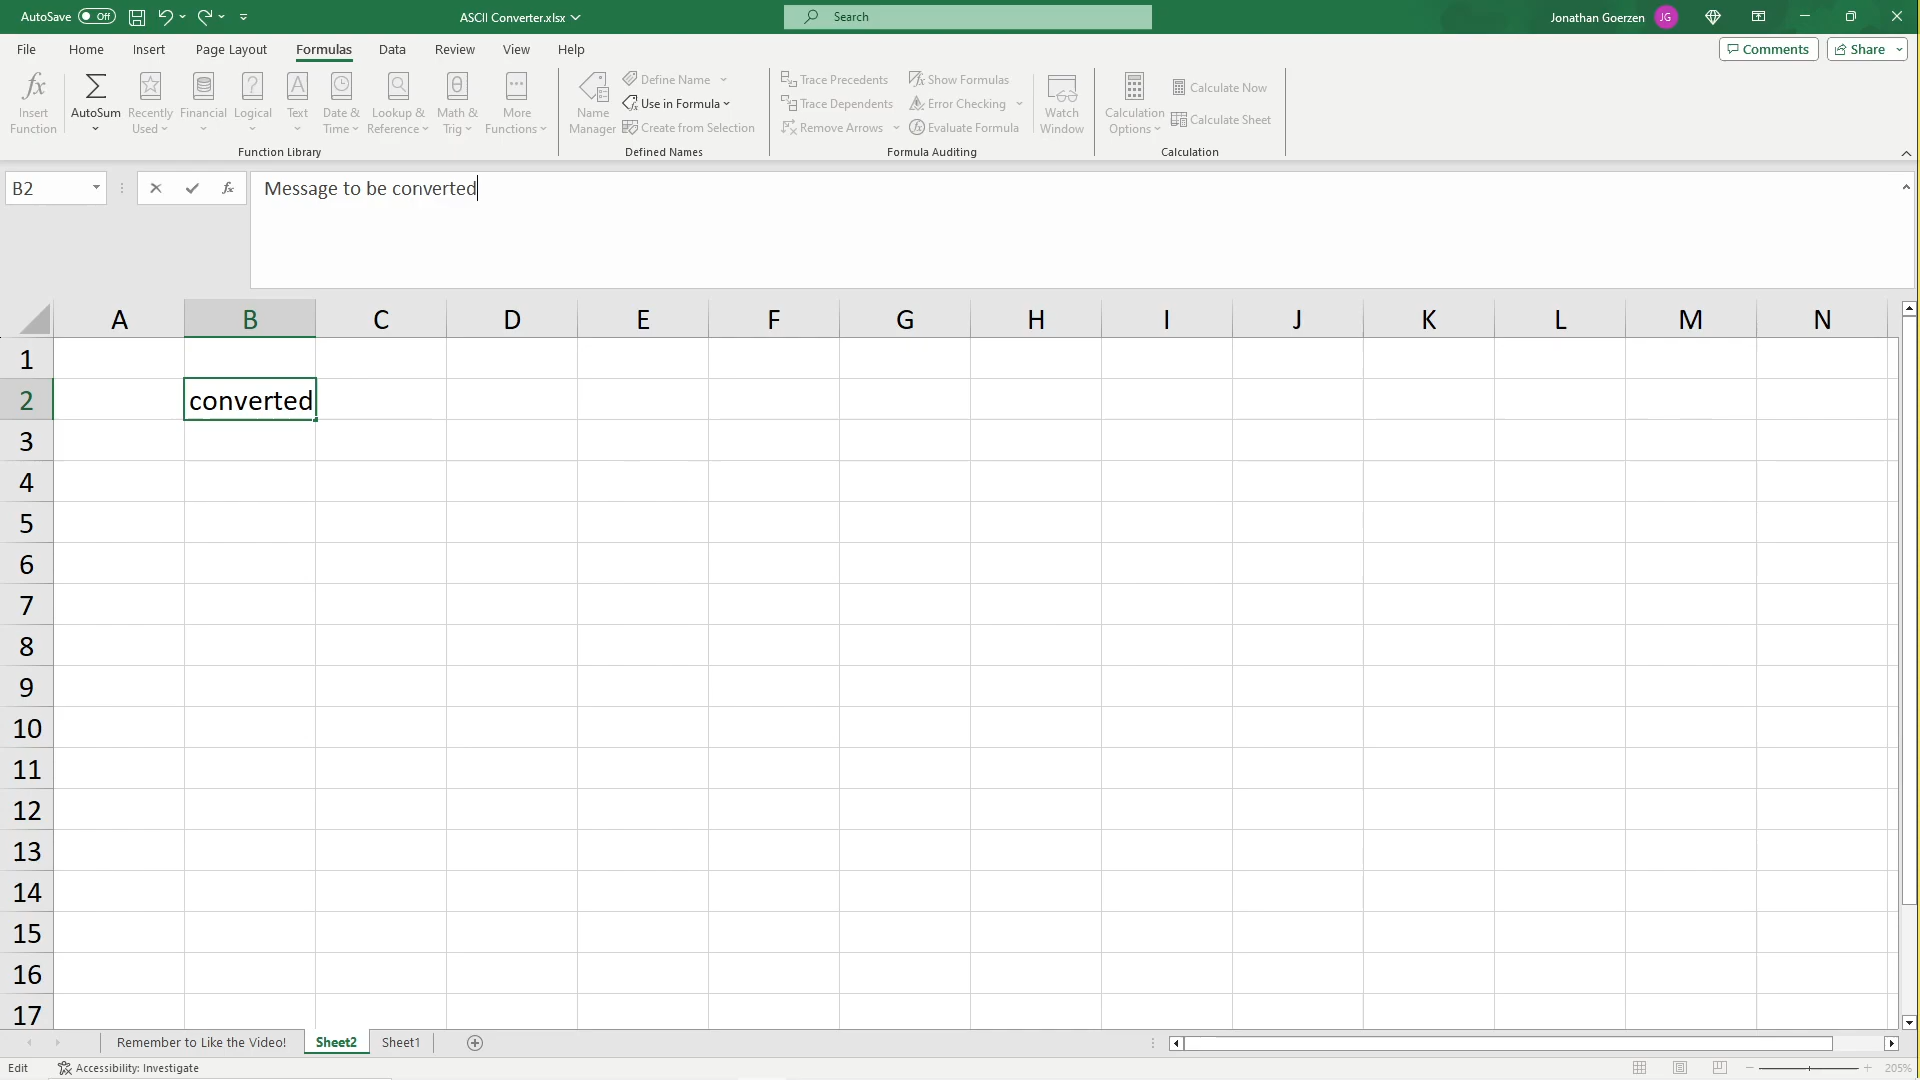 AutoSave Off ASCII Converter.xlsx Search Jonathan Goerzen JG
File Home Insert Page Layout Formulas Data Review View Help Comments Share
Insert Function
AutoSum
Recently Used
Financial
Logical
Text
Date & Time
Lookup & Reference
Math & Trig
More Functions
Function Library
Name Manager
Define Name
Use in Formula
Create from Selection
Defined Names
Trace Precedents
Trace Dependents
Remove Arrows
Show Formulas
Error Checking
Evaluate Formula
Formula Auditing
Watch Window
Calculation Options
Calculate Now
Calculate Sheet
Calculation
B2 fx Message to be converted
A B C D E F G H I J K L M N
1
2 converted
3
4
5
6
7
8
9
10
11
12
13
14
15
16
17
Remember to Like the Video! Sheet2 Sheet1
Edit Accessibility: Investigate 205%